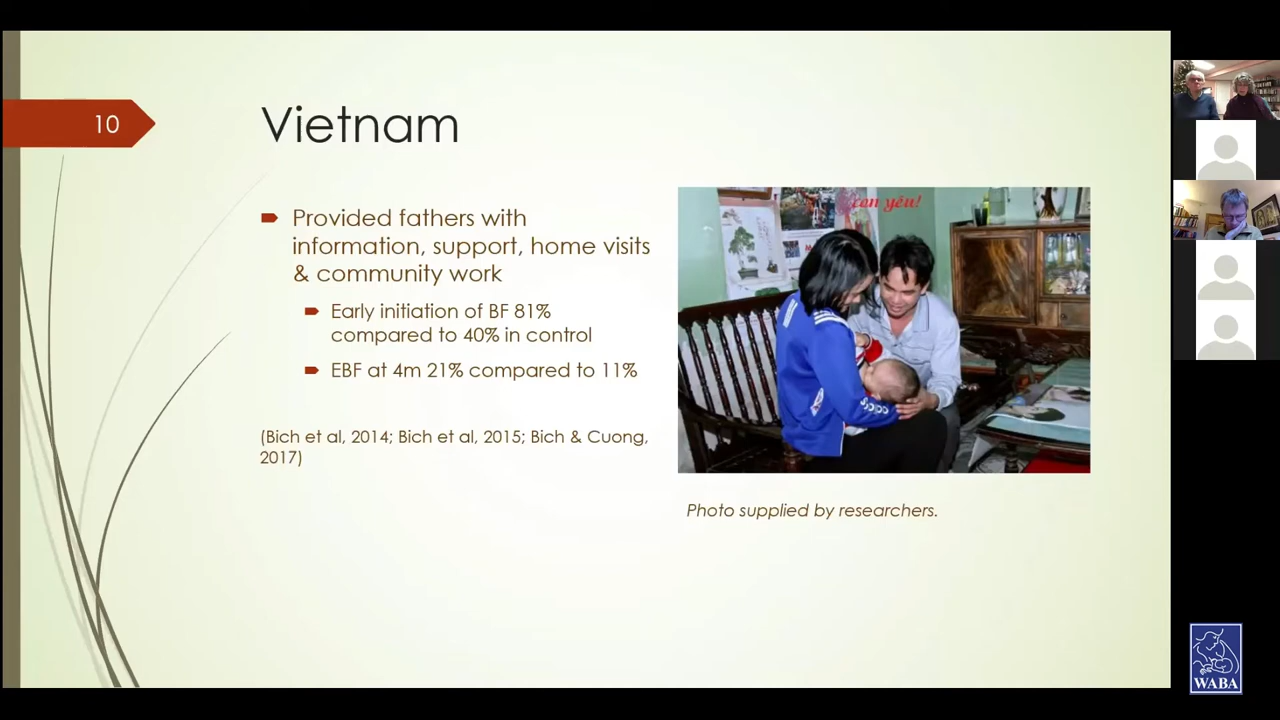 10
Vietnam
Provided fathers with
information, support, home visits
& community work
Early initiation of BF 81%
compared to 40% in control
EBF at 4m 21% compared to 11%
(Bich et al, 2014; Bich et al, 2015; Bich & Cuong,
2017)
con yêu!
adidas
Photo supplied by researchers.
WABA